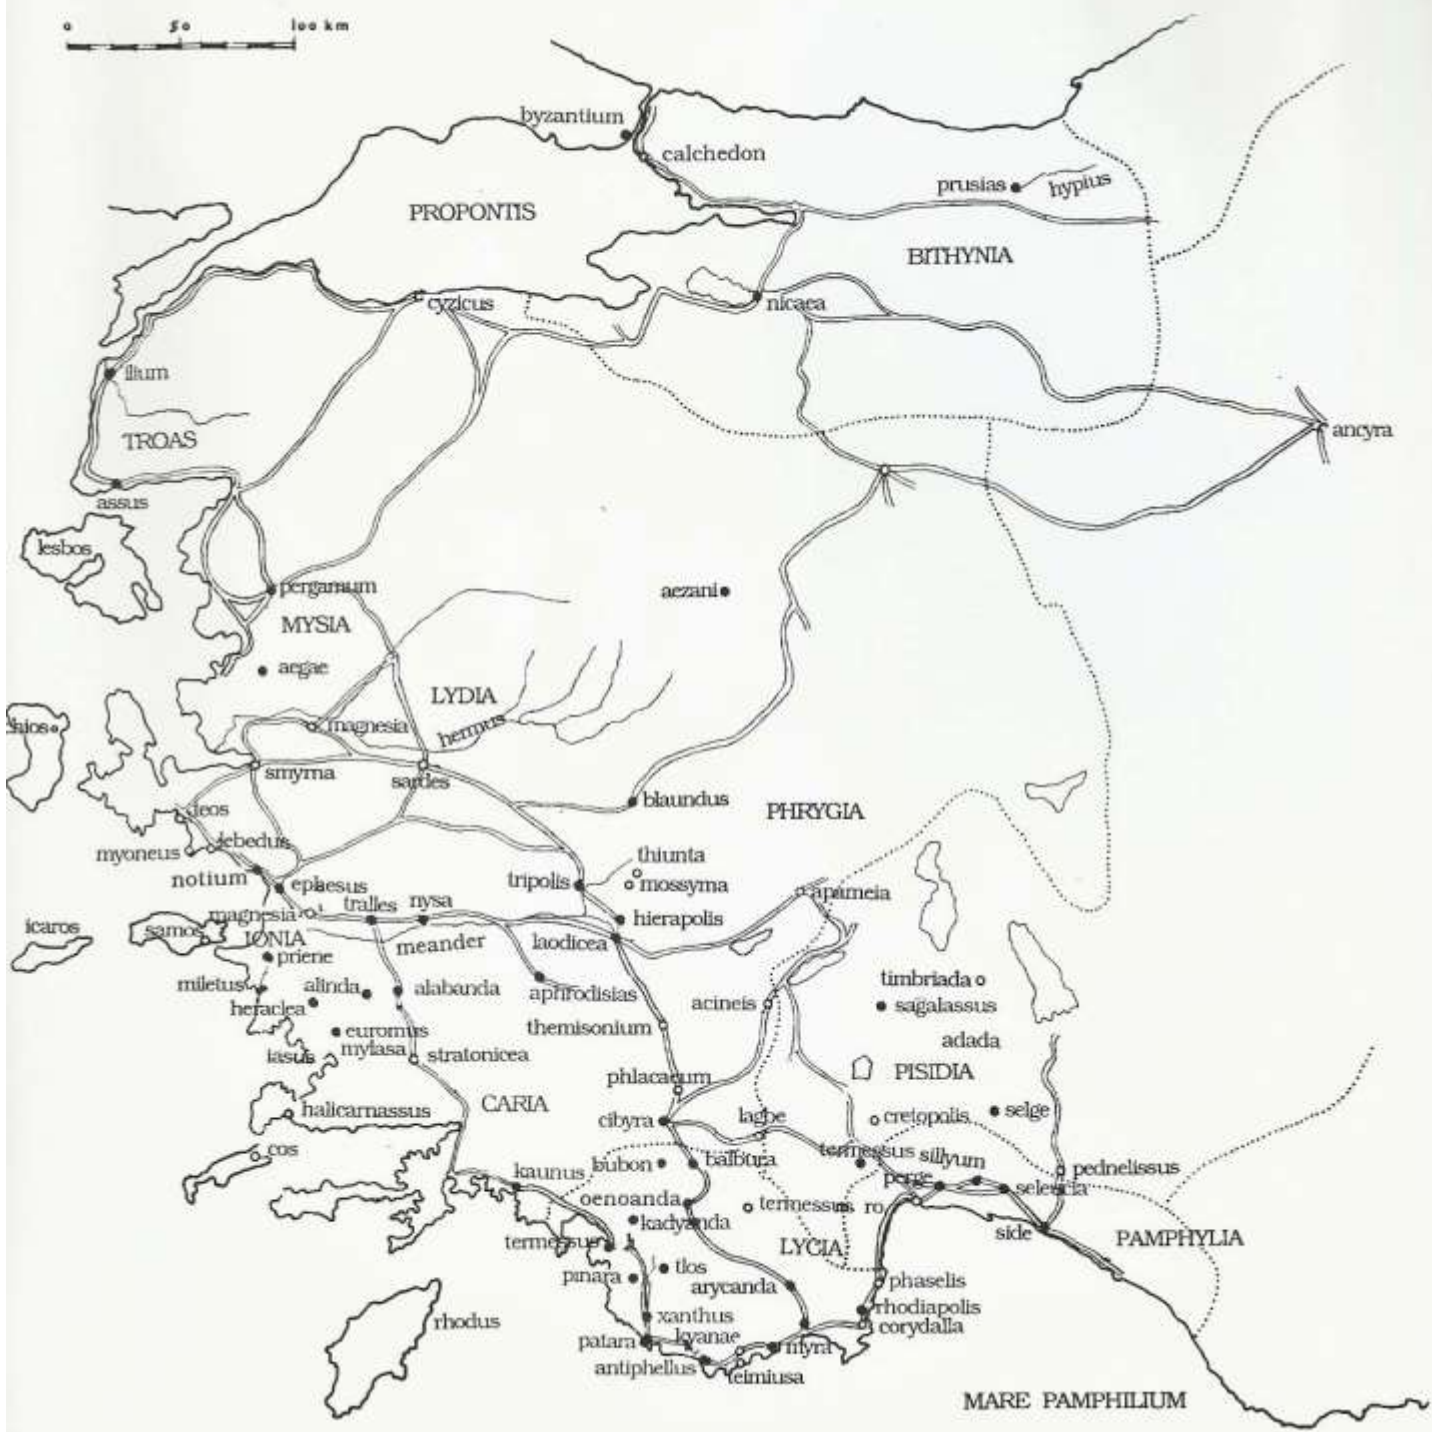 0 50 100 km
byzantium
calchedon
prusias
hypius
PROPONTIS
BITHYNIA
cyzicus
nicaea
ilium
TROAS
ancyra
assus
lesbos
pergamum
aezani
MYSIA
aegae
LYDIA
hermus
magnesia
smyrna
sardes
blaundus
PHRYGIA
teos
lebedus
myoneus
notium
ephesus
thiunta
tripolis
mossyma
apameia
magnesia
tralles
nysa
hierapolis
icaros
samos
IONIA
meander
laodicea
priene
miletus
alinda
alabanda
aphrodisias
timbriada
heraclea
acineis
sagalassus
euromus
themisonium
adada
iasus
mylasa
stratonicea
PISIDIA
phlacaeum
halicarnassus
CARIA
cibyra
lagbe
cretopolis
selge
cos
termessus
sillyum
bubon
balbura
pednelissus
kaunus
perge
seleucia
oenoanda
termessus
ro
kadyanda
side
PAMPHYLIA
termessus
LYCIA
tlos
pinara
arycanda
phaselis
rhodus
xanthus
rhodiapolis
corydalla
patara
kyanae
myra
antiphellus
teimiusa
MARE PAMPHILIUM